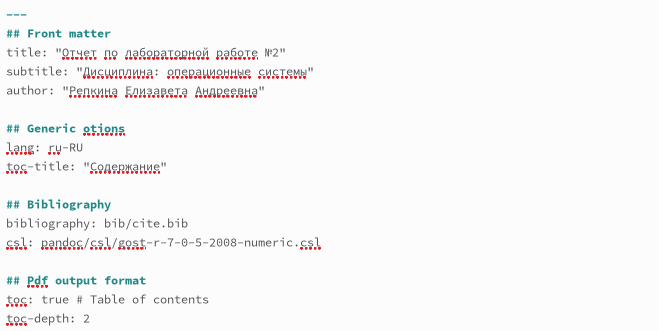 ---
## Front matter
title: "Отчет по лабораторной работе №2"
subtitle: "Дисциплина: операционные системы"
author: "Репкина Елизавета Андреевна"
## Generic otions
lang: ru-RU
toc-title: "Содержание"
## Bibliography
bibliography: bib/cite.bib
csl: pandoc/csl/gost-r-7-0-5-2008-numeric.csl
## Pdf output format
toc: true # Table of contents
toc-depth: 2